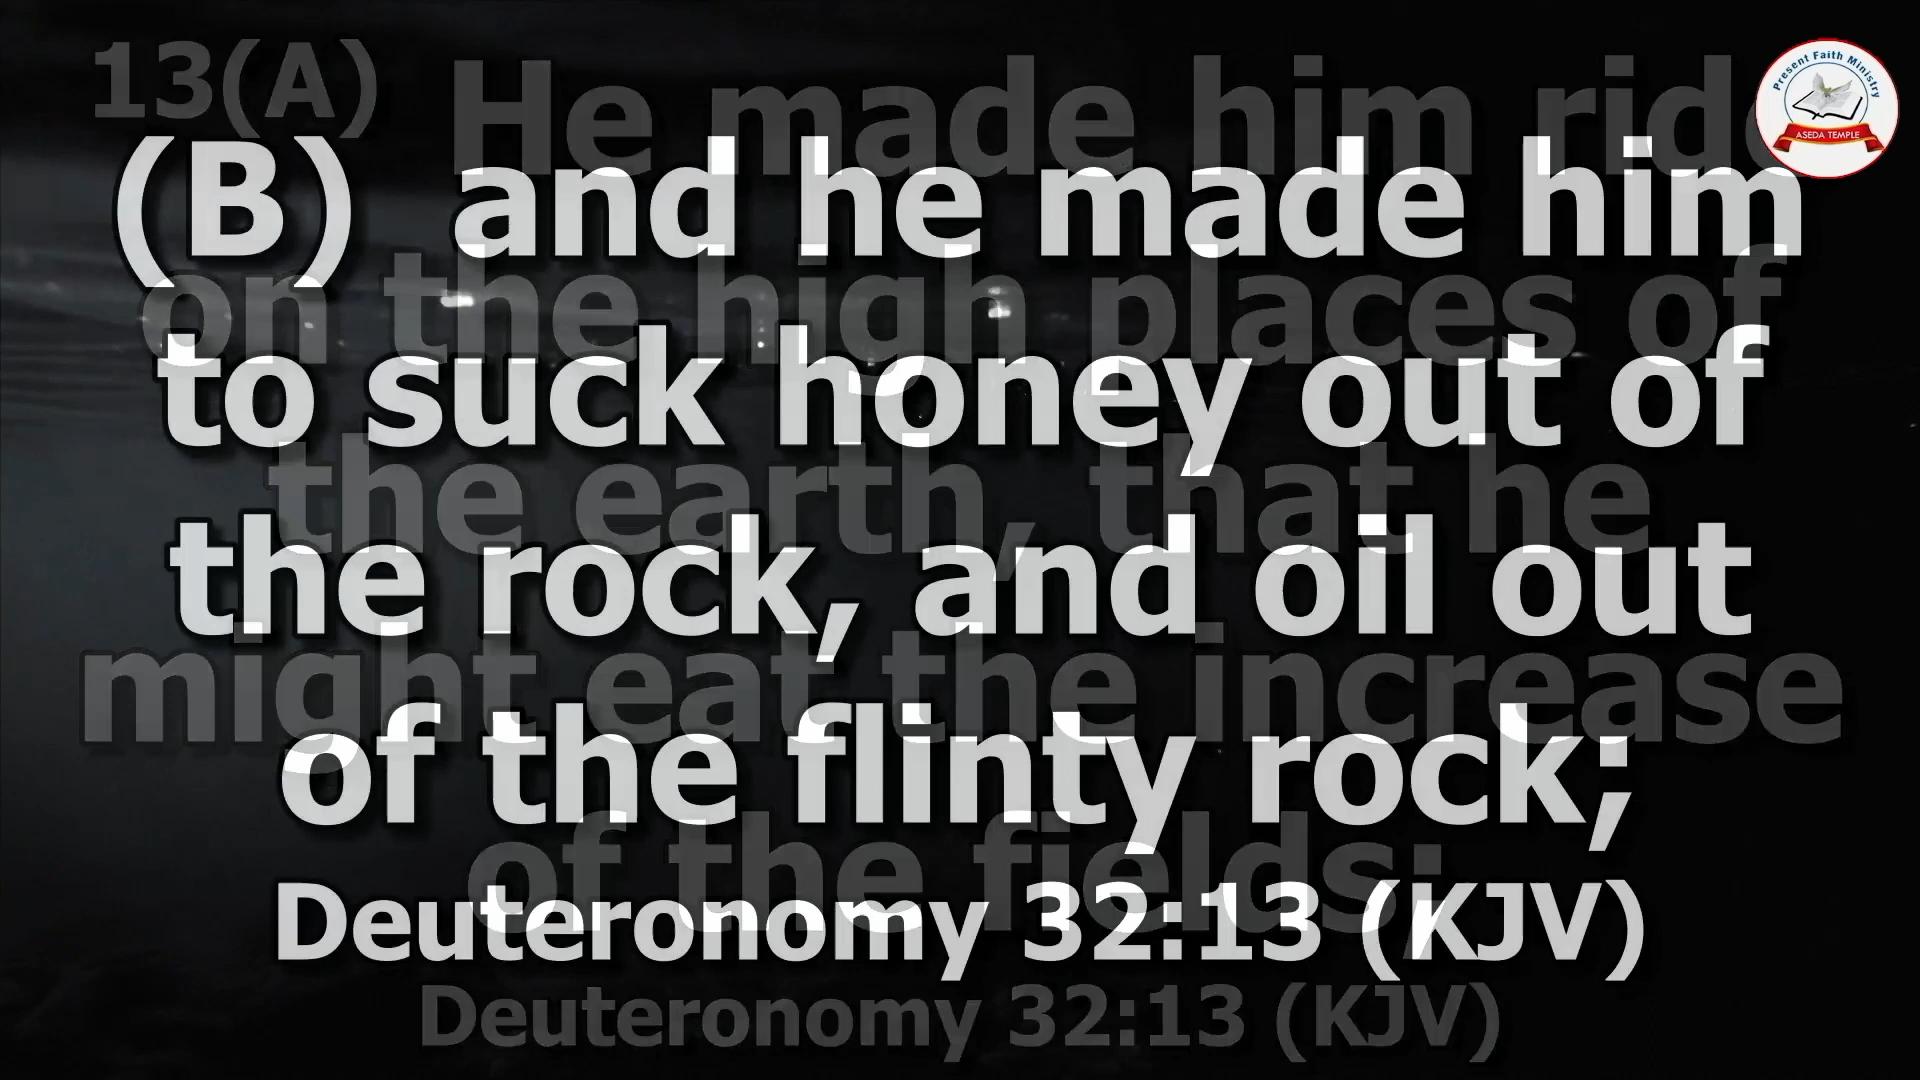 13(A) He made him ride
on the high places of
the earth, that he
might eat the increase
of the fields;
Deuteronomy 32:13 (KJV)
(B) and he made him
to suck honey out of
the rock, and oil out
of the flinty rock;
Deuteronomy 32:13 (KJV)
Present Faith Ministry
ASEDA TEMPLE